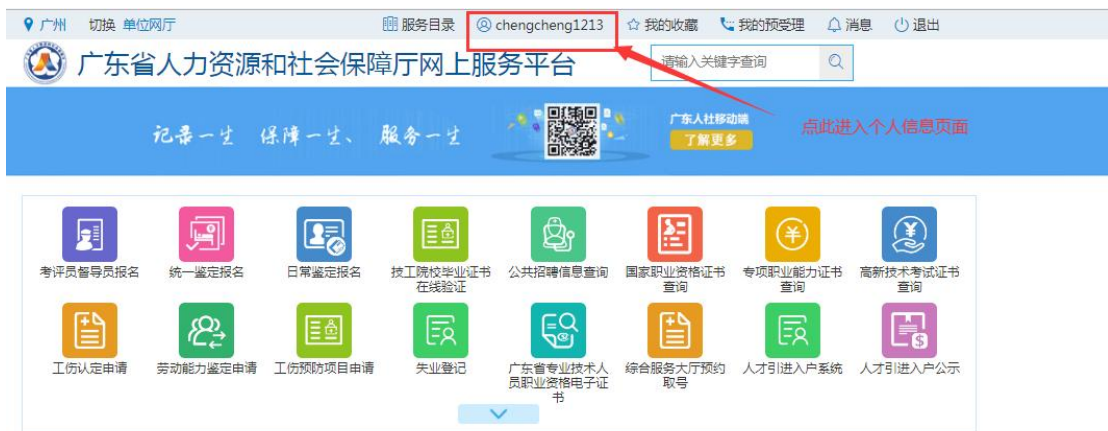 广州 切换 单位网厅 服务目录 chengcheng1213 我的收藏 我的预受理 消息 退出
广东省人力资源和社会保障厅网上服务平台 请输入关键字查询
记录一生 保障一生、 服务一生
广东人社移动端
了解更多
点此进入个人信息页面
考评员督导员报名 统一鉴定报名 日常鉴定报名 技工院校毕业证书 公共招聘信息查询 国家职业资格证书 专项职业能力证书 高新技术考试证书
在线验证 查询 查询 查询
工伤认定申请 劳动能力鉴定申请 工伤预防项目申请 失业登记 广东省专业技术人 综合服务大厅预约 人才引进入户系统 人才引进入户公示
员职业资格电子证 取号
书